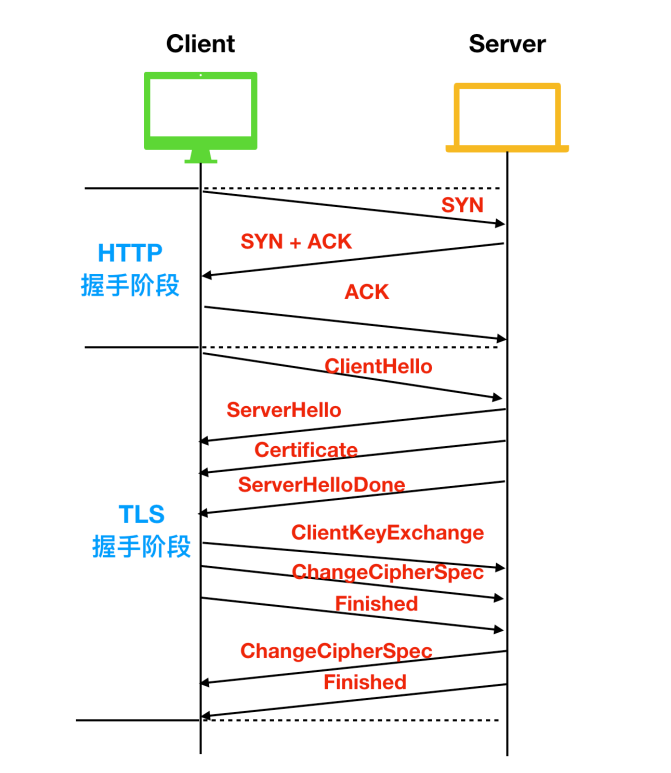 Client
Server
SYN
SYN + ACK
HTTP
握手阶段
ACK
ClientHello
ServerHello
Certificate
ServerHelloDone
TLS
握手阶段
ClientKeyExchange
ChangeCipherSpec
Finished
ChangeCipherSpec
Finished